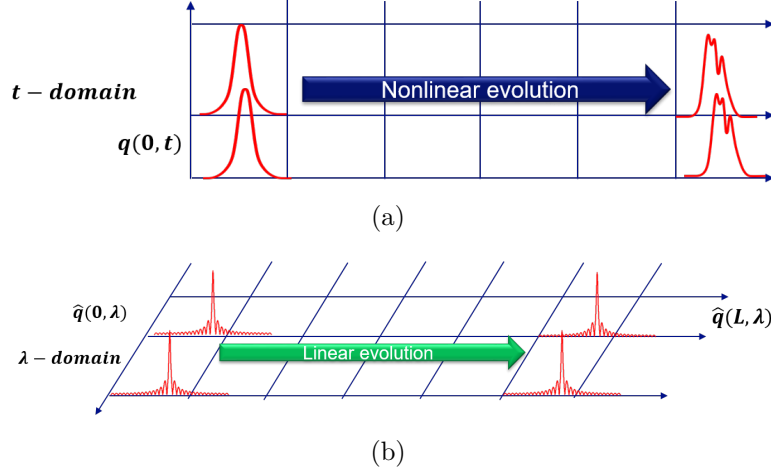 t − domain
Nonlinear evolution
q(0, t)
(a)
q̂(0, λ)
q̂(L, λ)
λ − domain
Linear evolution
(b)